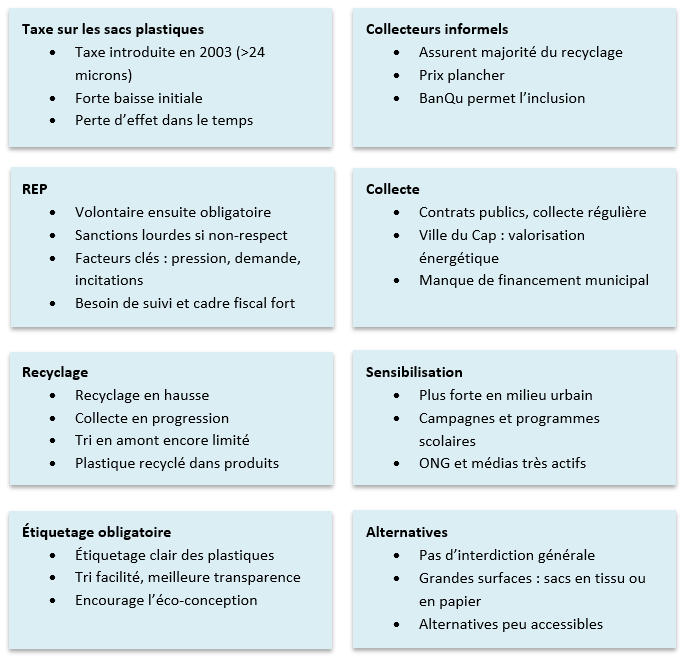 Taxe sur les sacs plastiques
• Taxe introduite en 2003 (>24
microns)
• Forte baisse initiale
• Perte d’effet dans le temps
Collecteurs informels
• Assurent majorité du recyclage
• Prix plancher
• BanQu permet l’inclusion
REP
• Volontaire ensuite obligatoire
• Sanctions lourdes si non-respect
• Facteurs clés : pression, demande,
incitations
• Besoin de suivi et cadre fiscal fort
Collecte
• Contrats publics, collecte régulière
• Ville du Cap : valorisation
énergétique
• Manque de financement municipal
Recyclage
• Recyclage en hausse
• Collecte en progression
• Tri en amont encore limité
• Plastique recyclé dans produits
Sensibilisation
• Plus forte en milieu urbain
• Campagnes et programmes
scolaires
• ONG et médias très actifs
Étiquetage obligatoire
• Étiquetage clair des plastiques
• Tri facilité, meilleure transparence
• Encourage l’éco-conception
Alternatives
• Pas d’interdiction générale
• Grandes surfaces : sacs en tissu ou
en papier
• Alternatives peu accessibles